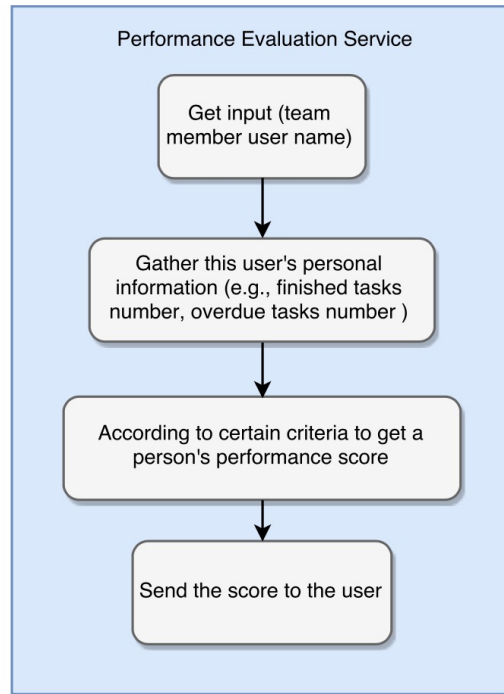 Performance Evaluation Service
Get input (team
member user name)
Gather this user's personal
information (e.g., finished tasks
number, overdue tasks number )
According to certain criteria to get a
person's performance score
Send the score to the user